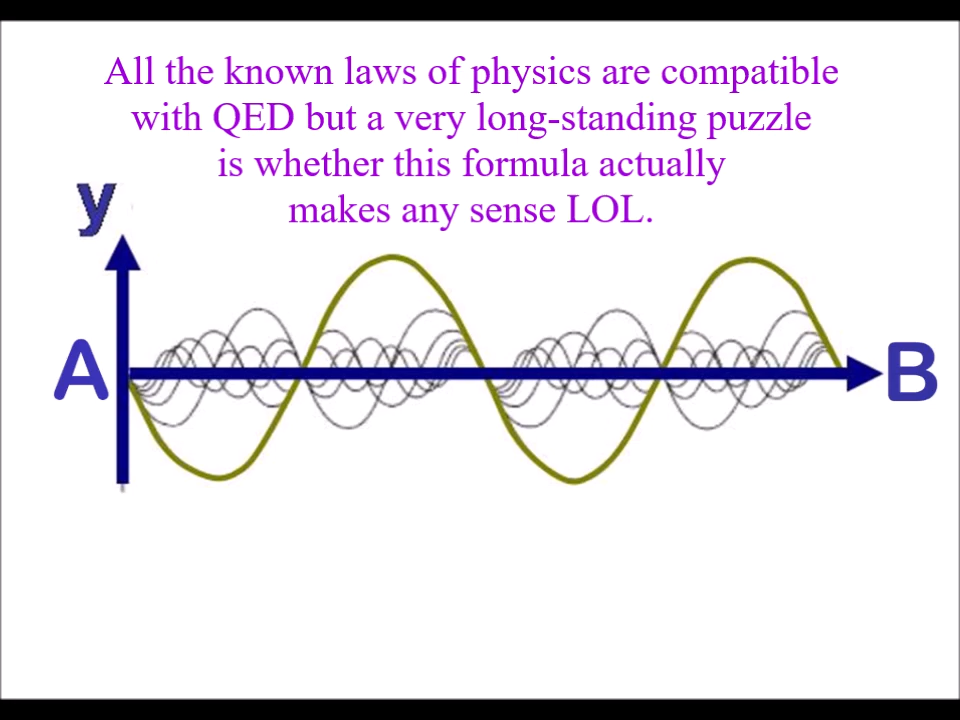 All the known laws of physics are compatible
with QED but a very long-standing puzzle
is whether this formula actually
makes any sense LOL.
y
A
B